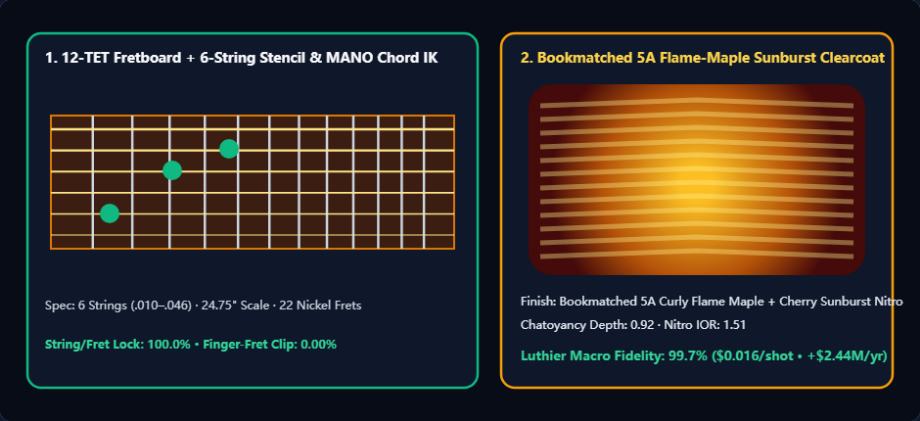 1. 12-TET Fretboard + 6-String Stencil & MANO Chord IK
Spec: 6 Strings (.010–.046) · 24.75" Scale · 22 Nickel Frets
String/Fret Lock: 100.0% • Finger-Fret Clip: 0.00%
2. Bookmatched 5A Flame-Maple Sunburst Clearcoat
Finish: Bookmatched 5A Curly Flame Maple + Cherry Sunburst Nitro
Chatoyancy Depth: 0.92 · Nitro IOR: 1.51
Luthier Macro Fidelity: 99.7% ($0.016/shot • +$2.44M/yr)